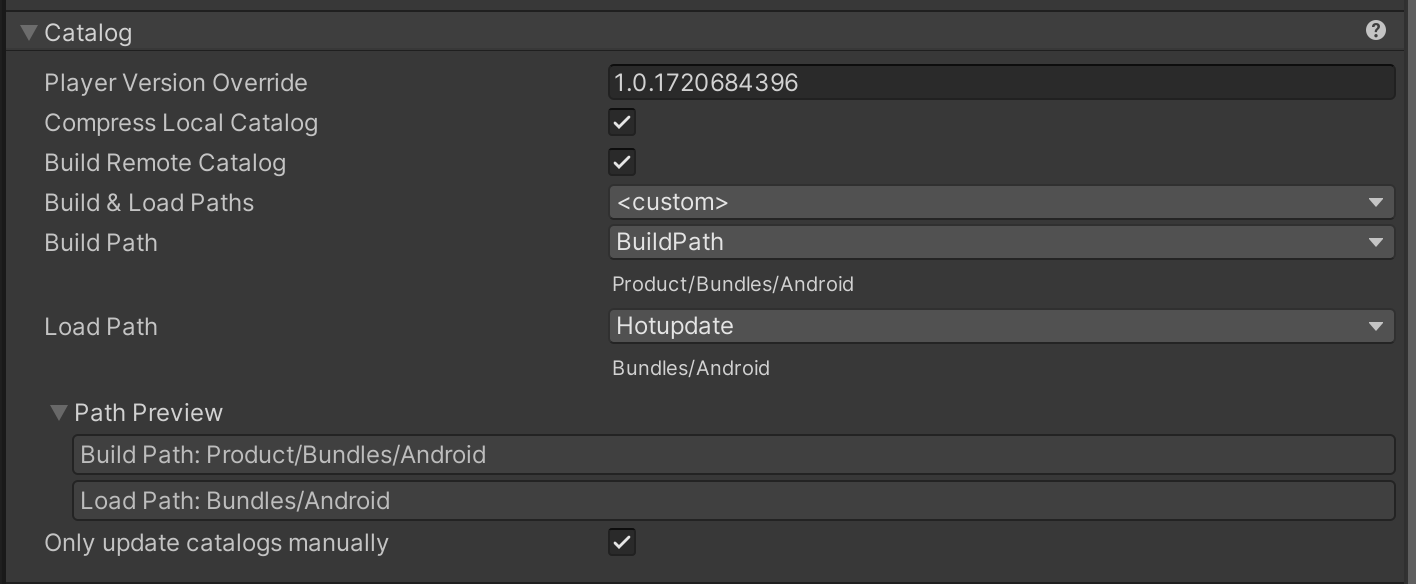 Catalog
Player Version Override 1.0.1720684396
Compress Local Catalog
Build Remote Catalog
Build & Load Paths <custom>
Build Path BuildPath
Product/Bundles/Android
Load Path Hotupdate
Bundles/Android
Path Preview
Build Path: Product/Bundles/Android
Load Path: Bundles/Android
Only update catalogs manually